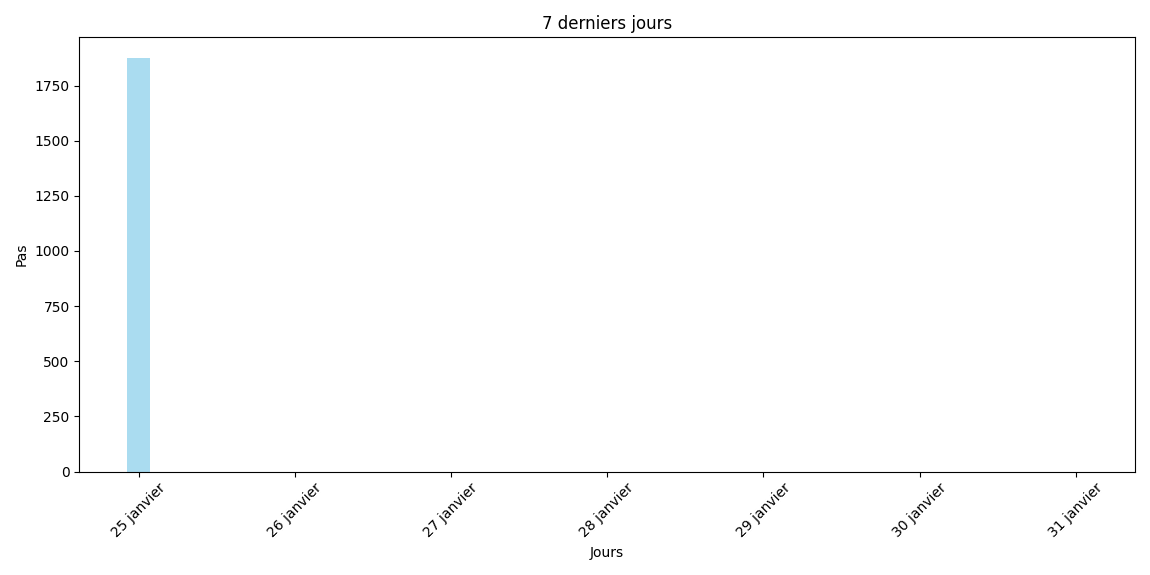 7 derniers jours
Pas
1750
1500
1250
1000
750
500
250
0
25 janvier
26 janvier
27 janvier
28 janvier
29 janvier
30 janvier
31 janvier
Jours